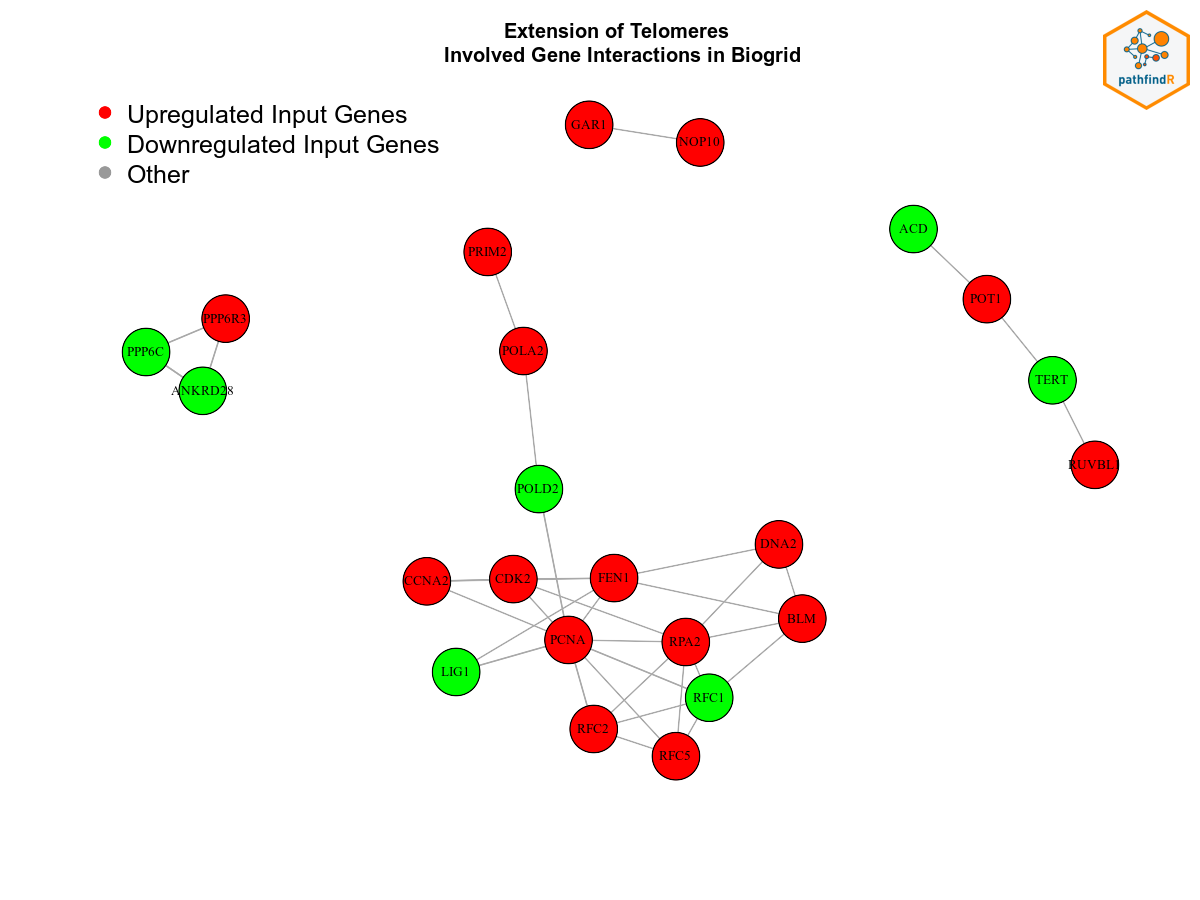 Extension of Telomeres
Involved Gene Interactions in Biogrid
pathfindR
Upregulated Input Genes
Downregulated Input Genes
Other
GAR1
NOP10
ACD
PRIM2
POT1
PPP6R3
PPP6C
POLA2
TERT
ANKRD28
RUVBL1
POLD2
DNA2
CCNA2
CDK2
FEN1
BLM
PCNA
RPA2
LIG1
RFC1
RFC2
RFC5